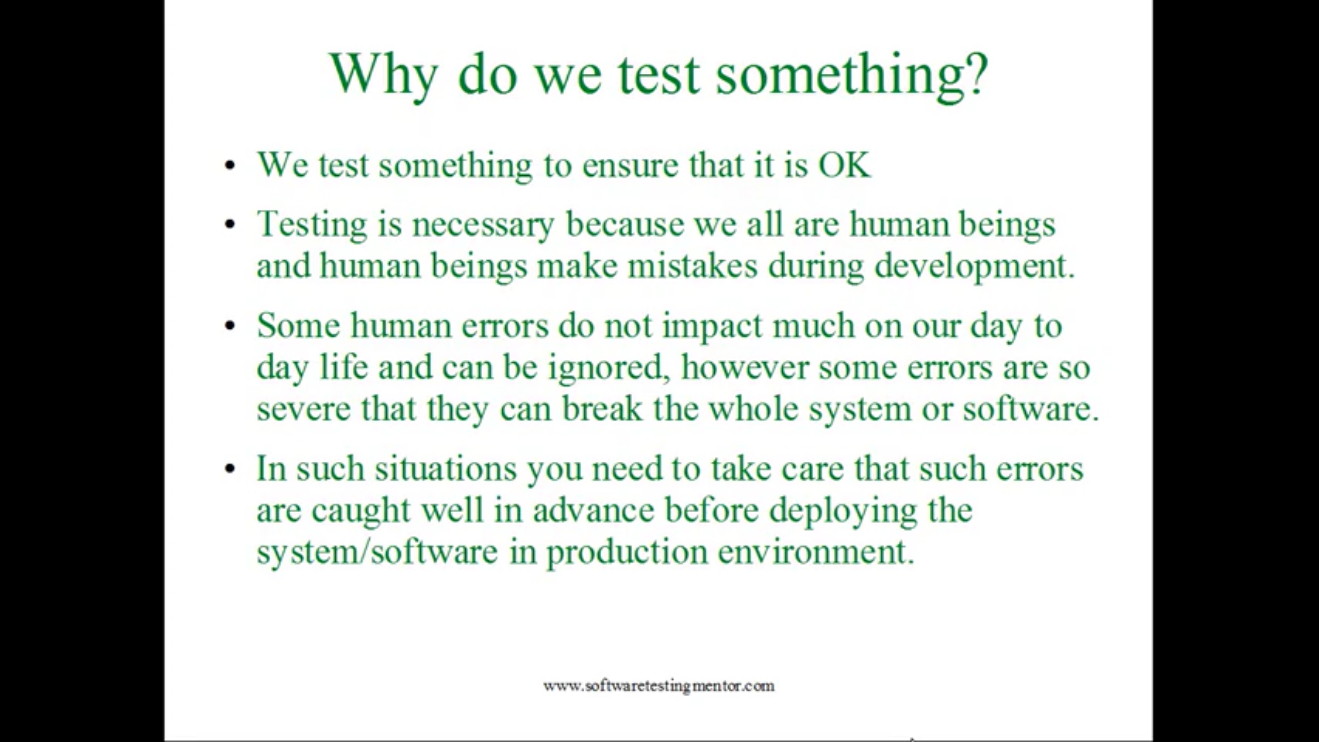 Why do we test something?
• We test something to ensure that it is OK
• Testing is necessary because we all are human beings
and human beings make mistakes during development.
• Some human errors do not impact much on our day to
day life and can be ignored, however some errors are so
severe that they can break the whole system or software.
• In such situations you need to take care that such errors
are caught well in advance before deploying the
system/software in production environment.
www.softwaretestingmentor.com